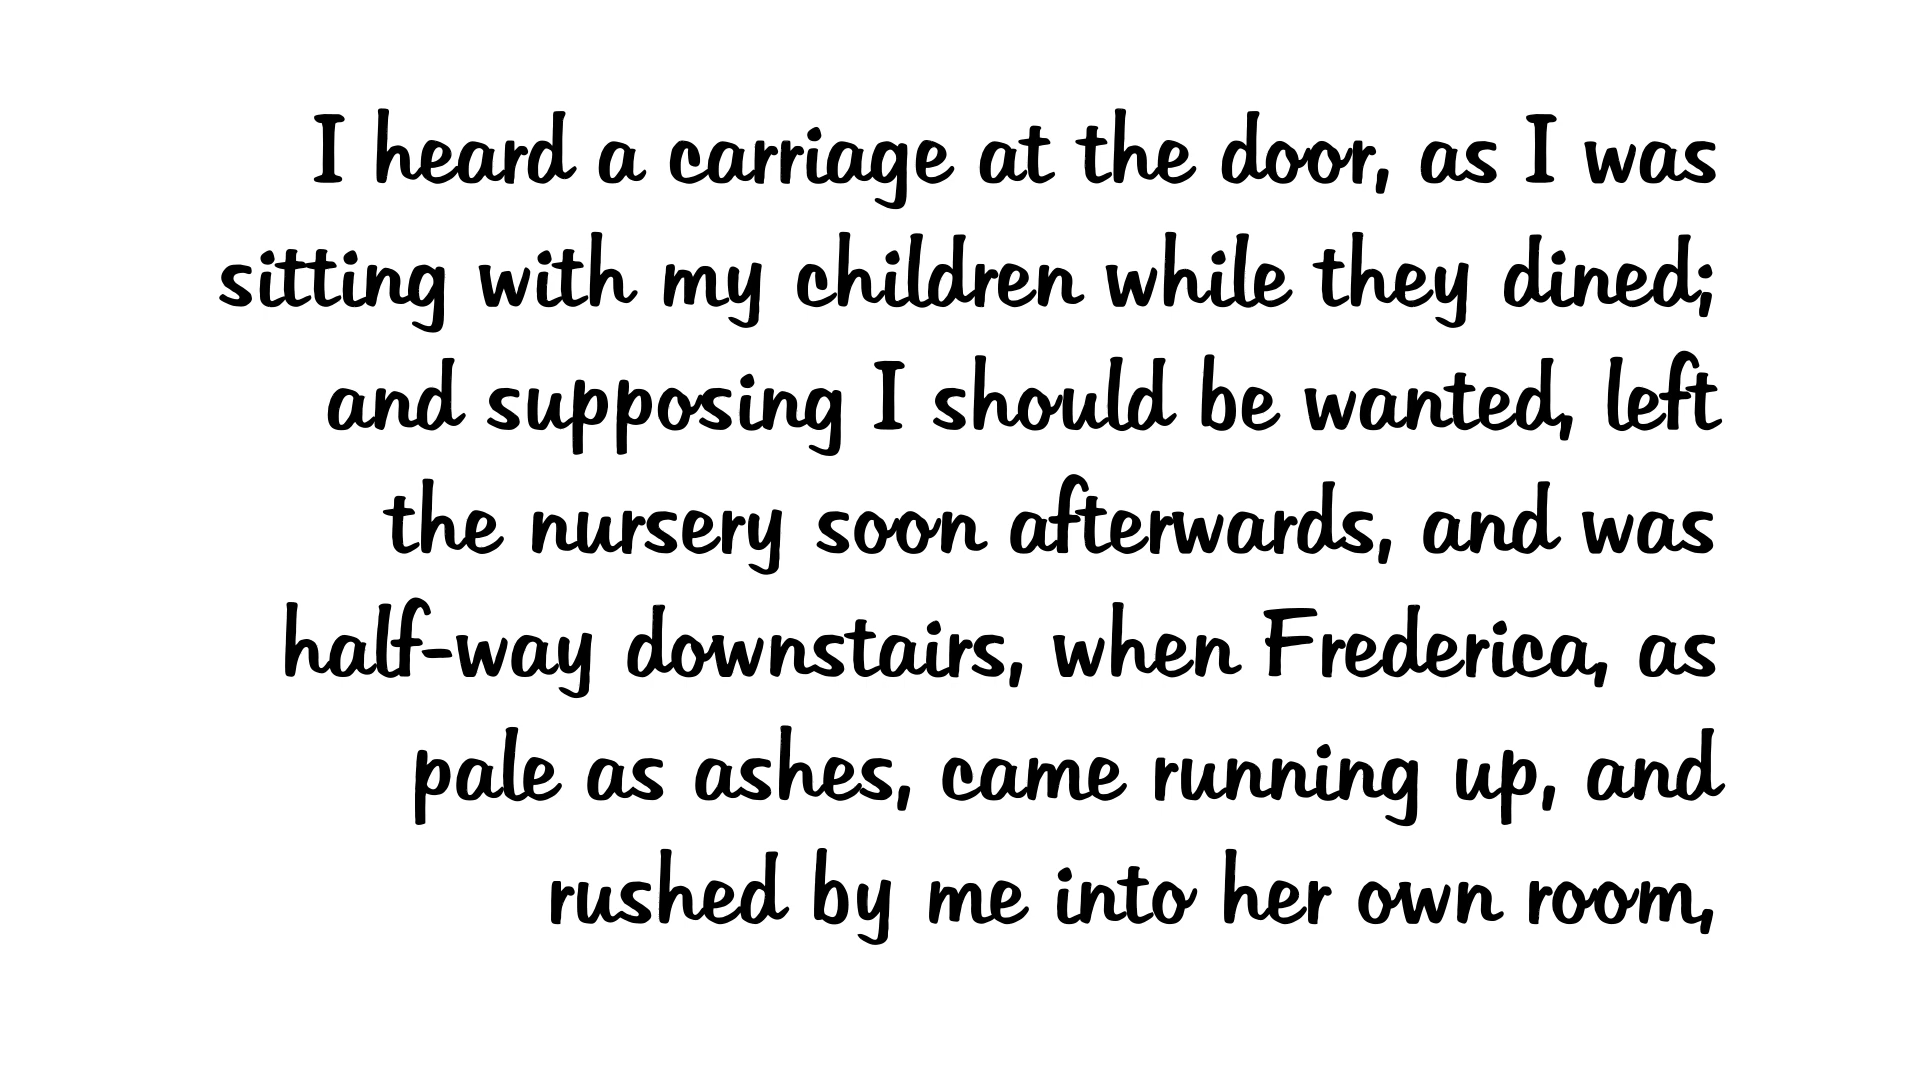 I heard a carriage at the door, as I was
sitting with my children while they dined;
and supposing I should be wanted, left
the nursery soon afterwards, and was
half-way downstairs, when Frederica, as
pale as ashes, came running up, and
rushed by me into her own room,